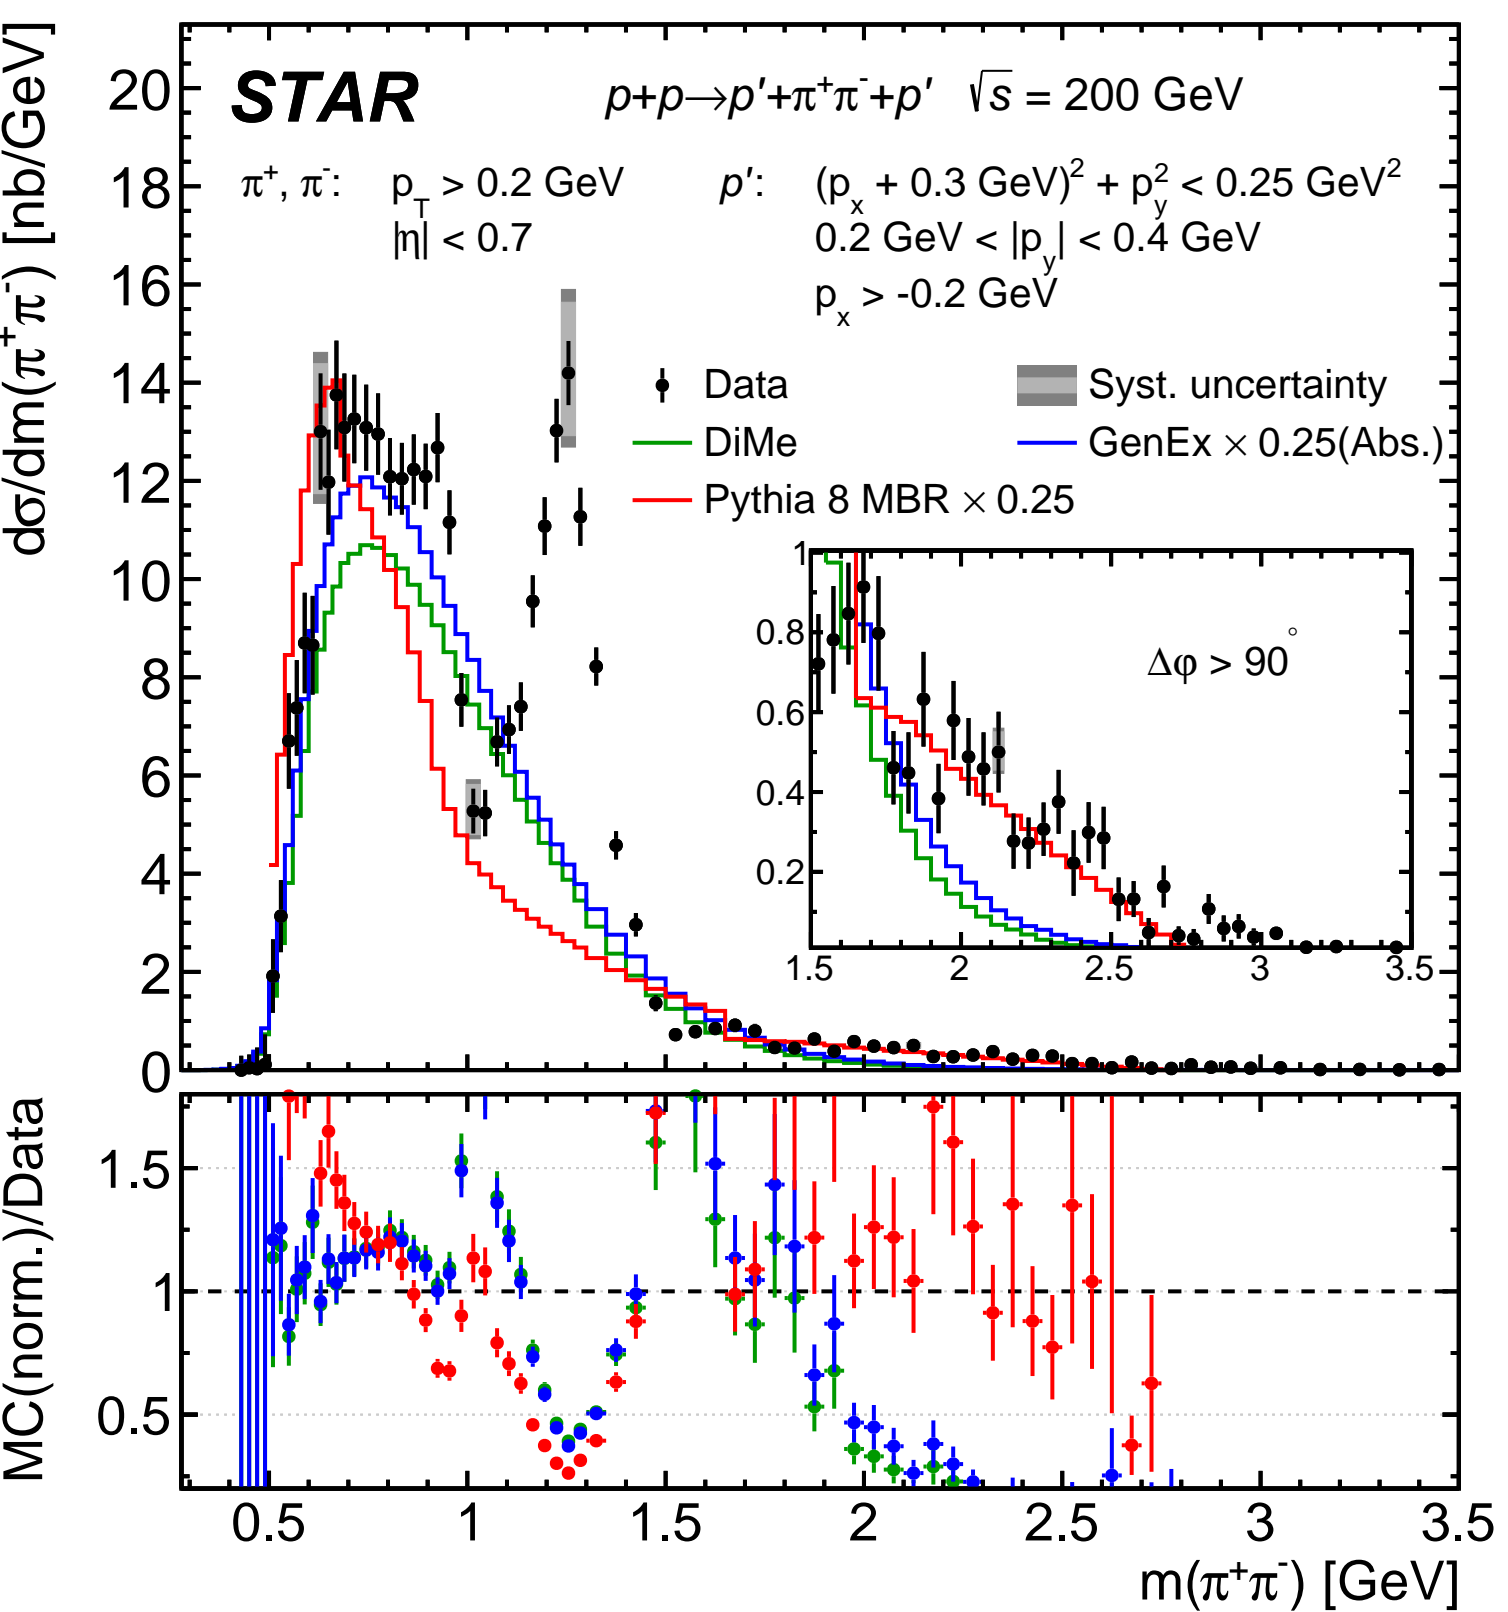 dσ/dm(π⁺π⁻) [nb/GeV]
20
18
16
14
12
10
8
6
4
2
0
STAR
p+p→p′+π⁺π⁻+p′ √s = 200 GeV
π⁺, π⁻: p_T > 0.2 GeV p′: (p_x + 0.3 GeV)² + p_y² < 0.25 GeV²
|η| < 0.7 0.2 GeV < |p_y| < 0.4 GeV
p_x > -0.2 GeV
Data Syst. uncertainty
DiMe GenEx × 0.25(Abs.)
Pythia 8 MBR × 0.25
1
0.8
0.6
0.4
0.2
Δφ > 90°
1.5 2 2.5 3 3.5
MC(norm.)/Data
1.5
1
0.5
0.5 1 1.5 2 2.5 3 3.5
m(π⁺π⁻) [GeV]